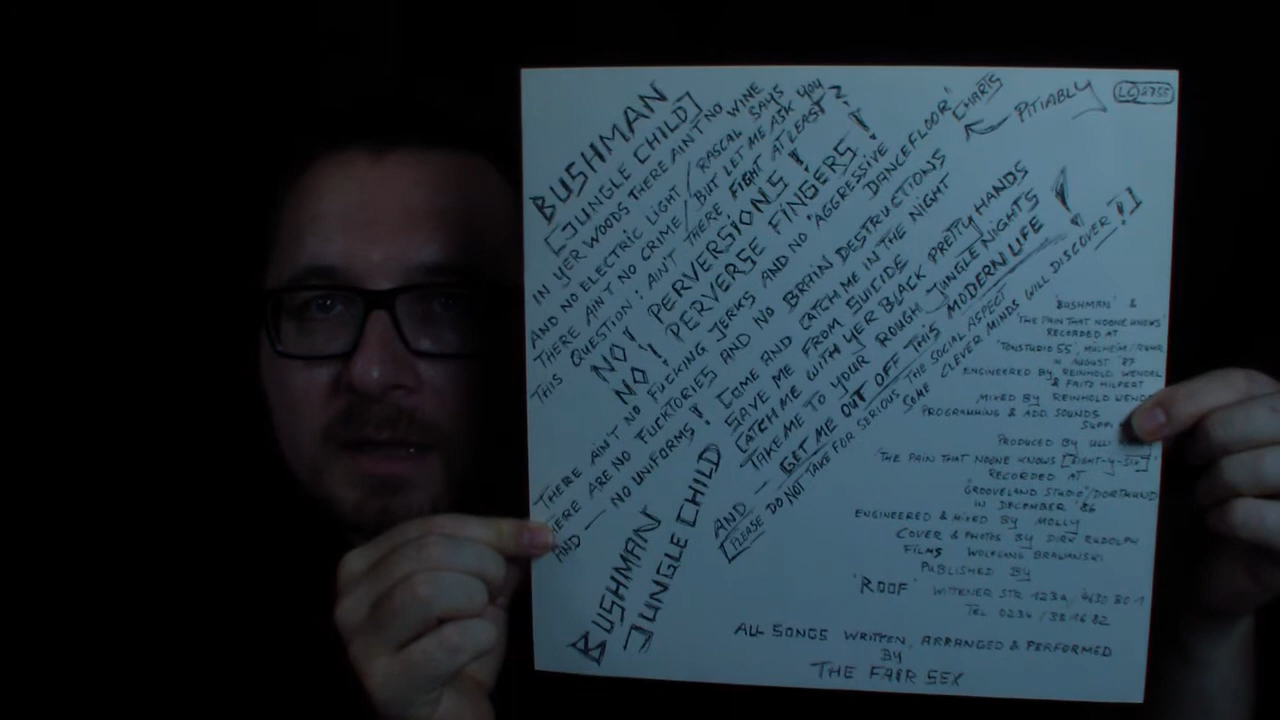 BUSHMAN
[JUNGLE CHILD]
IN YER WOODS THERE AIN'T NO WINE
AND NO ELECTRIC LIGHT / RASCAL SAYS
THERE AIN'T NO CRIME / BUT LET ME ASK YOU
THIS QUESTION: AIN'T THERE FIGHT AT LEAST?
NO! PERVERSIONS!
NO! PERVERSE FINGERS!
THERE AIN'T NO FUCKING JERKS AND NO "AGGRESSIVE DANCEFLOOR' CHARTS
PITIABLY
THERE ARE NO FUCKTORIES AND NO BRAIN DESTRUCTIONS
AND — NO UNIFORMS!
COME AND CATCH ME IN THE NIGHT
SAVE ME FROM SUICIDE
CATCH ME WITH YER BLACK PRETTY HANDS
TAKE ME TO YOUR ROUGH JUNGLE NIGHTS
AND — GET ME OUT OFF THIS MODERN LIFE!
[PLEASE DO NOT TAKE FOR SERIOUS THE SOCIAL ASPECT
SOME CLEVER MINDS WILL DISCOVER!]
BUSHMAN
JUNGLE CHILD
LC 8755
'BUSHMAN' &
'THE PAIN THAT NOONE KNOWS'
RECORDED AT
'TONSTUDIO 55', MÜLHEIM/RUHR
IN AUGUST '87
ENGINEERED BY REINHOLD WENDEL
& FRITZ HILPERT
MIXED BY REINHOLD WENDE
PROGRAMMING & ADD. SOUNDS
PRODUCED BY ULLI
'THE PAIN THAT NOONE KNOWS [EIGHTY-SIX]'
RECORDED AT
'GROOVELAND STUDIO'/DORTMUND
IN DECEMBER '86
ENGINEERED & MIXED BY MOLLY
COVER & PHOTOS BY DIRK RUDOLPH
FILMS WOLFGANG
PUBLISHED BY
'ROOF' WITTENER STR. 123A / 4630 BO 1
TEL 0234 / 38 16 82
ALL SONGS WRITTEN, ARRANGED & PERFORMED
BY
THE FAIR SEX